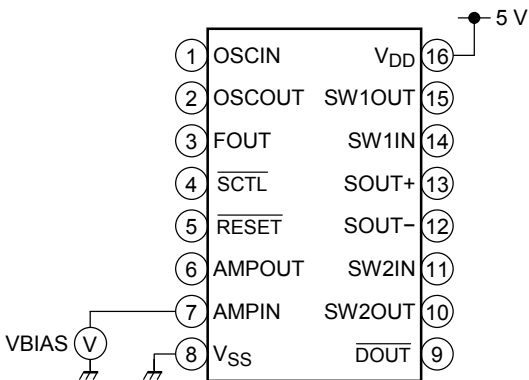 5 V
1 OSCIN VDD 16
2 OSCOUT SW1OUT 15
3 FOUT SW1IN 14
4 SCTL SOUT+ 13
5 RESET SOUT− 12
6 AMPOUT SW2IN 11
7 AMPIN SW2OUT 10
VBIAS V
8 VSS DOUT 9